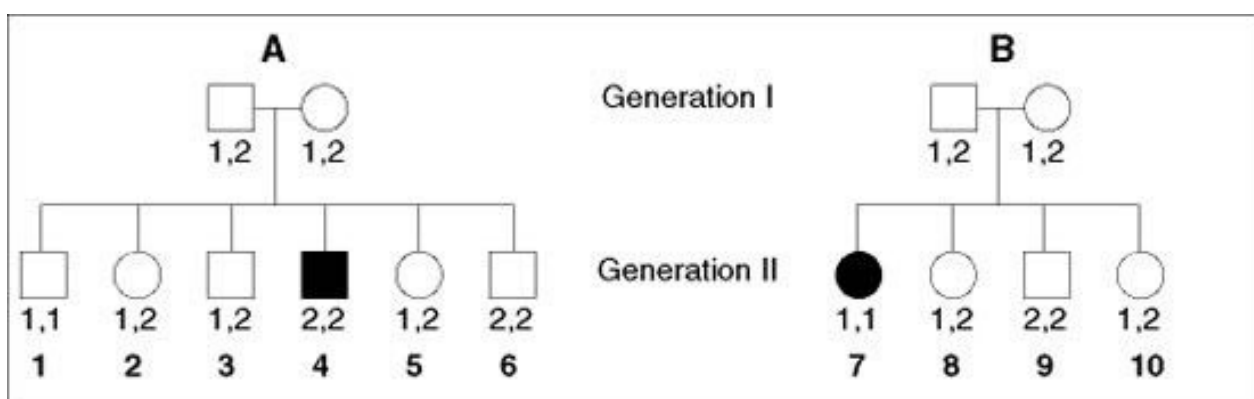 A B
Generation I
1,2 1,2 1,2 1,2
Generation II
1,1 1,2 1,2 2,2 1,2 2,2 1,1 1,2 2,2 1,2
1 2 3 4 5 6 7 8 9 10